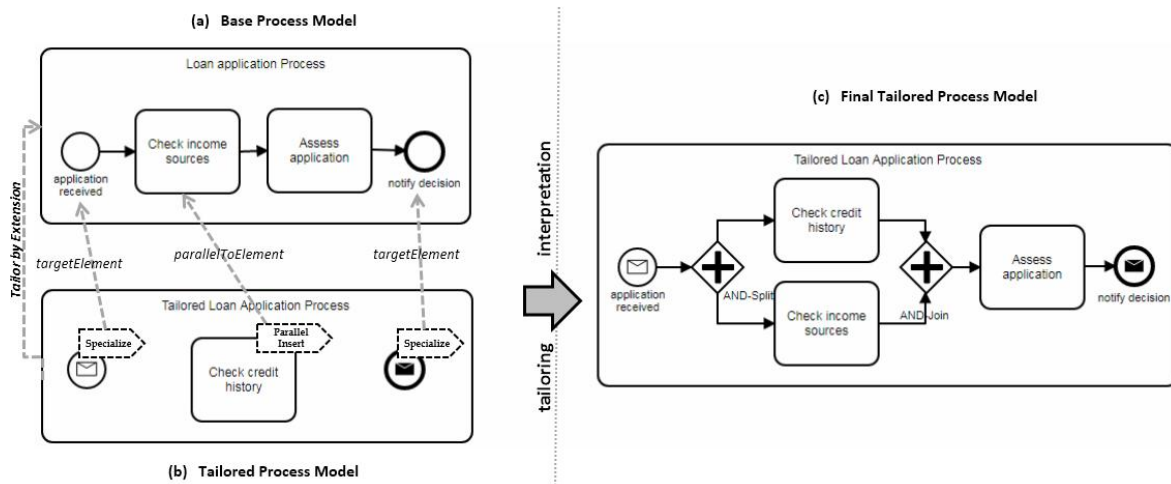 (a) Base Process Model
Loan application Process
Check income
sources
Assess
application
application
received
notify decision
Tailor by Extension
targetElement
parallelToElement
targetElement
Tailored Loan Application Process
Specialize
Parallel
Insert
Specialize
Check credit
history
(b) Tailored Process Model
tailoring
interpretation
(c) Final Tailored Process Model
Tailored Loan Application Process
Check credit
history
Assess
application
application
received
AND-Split
Check income
sources
AND-Join
notify decision